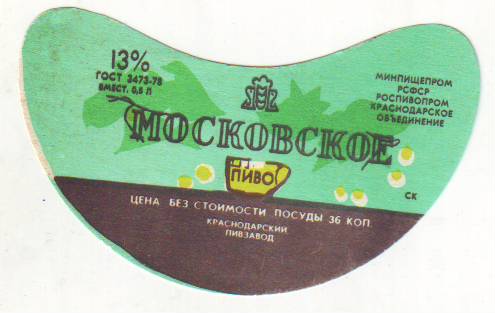 13%
ГОСТ 3473-78
ВМЕСТ. 0,5 Л
МИНПИЩЕПРОМ
РСФСР
РОСПИВОПРОМ
КРАСНОДАРСКОЕ
ОБЪЕДИНЕНИЕ
МОСКОВСКОЕ
ПИВО
СК
ЦЕНА БЕЗ СТОИМОСТИ ПОСУДЫ 36 КОП.
КРАСНОДАРСКИЙ
ПИВЗАВОД